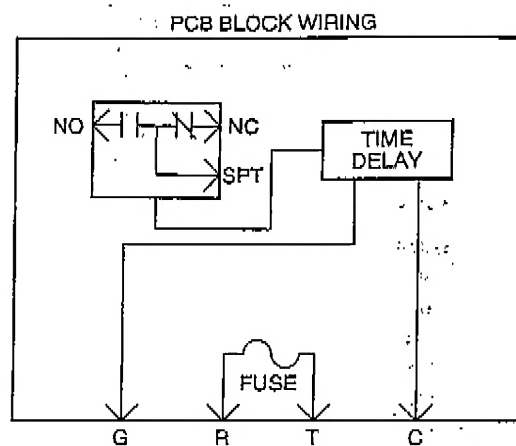 PCB BLOCK WIRING
NO
NC
SPT
TIME
DELAY
FUSE
G R T C